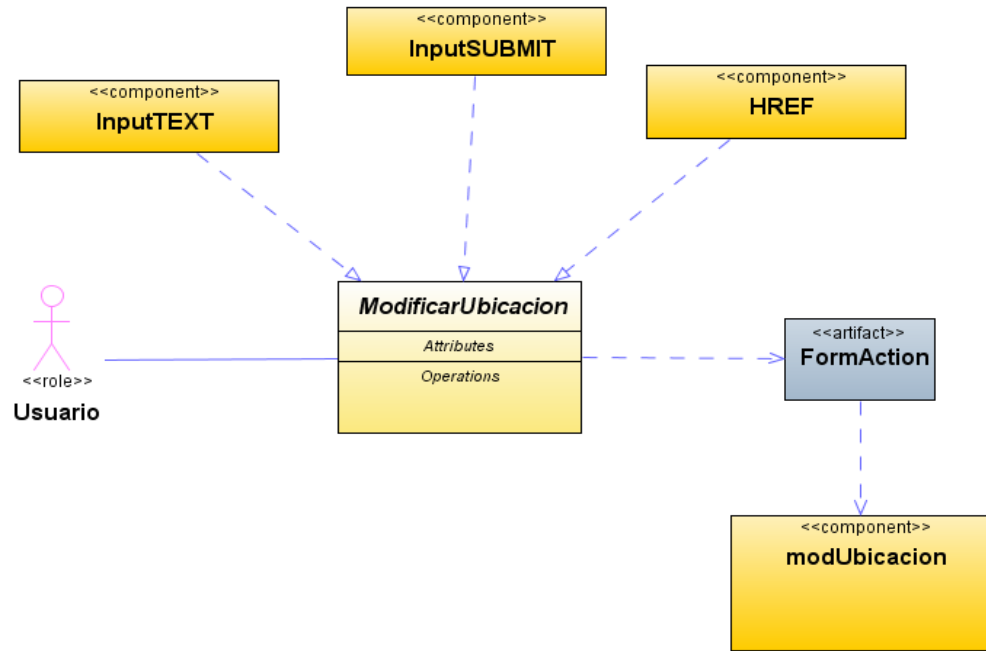 <<component>>
InputSUBMIT
<<component>>
InputTEXT
<<component>>
HREF
ModificarUbicacion
Attributes
Operations
<<role>>
Usuario
<<artifact>>
FormAction
<<component>>
modUbicacion